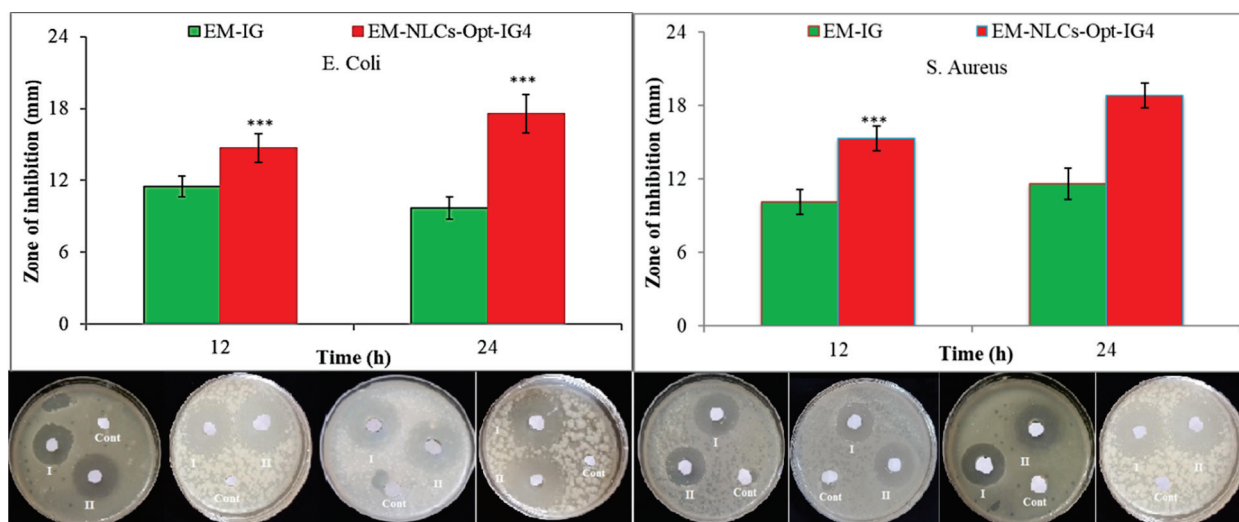 EM-IG EM-NLCs-Opt-IG4
E. Coli
Zone of inhibition (mm)
24
18
12
6
0
***
***
12 24
Time (h)
EM-IG EM-NLCs-Opt-IG4
S. Aureus
Zone of inhibition (mm)
24
18
12
6
0
***
12 24
Time (h)
Cont
I
II
I
II
Cont
I
II
Cont
I
Cont
II
I
II
Cont
I
Cont
II
II
I
Cont
I
II
Cont